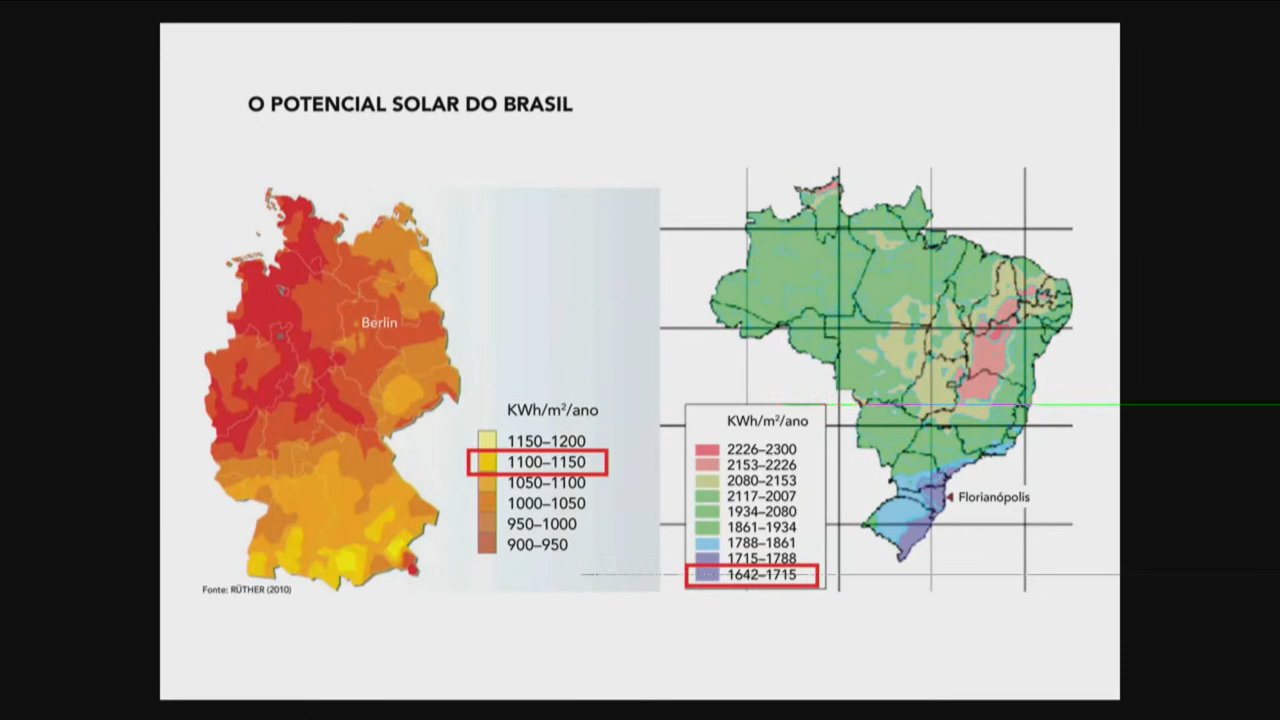 O POTENCIAL SOLAR DO BRASIL
Berlin
KWh/m²/ano
1150–1200
1100–1150
1050–1100
1000–1050
950–1000
900–950
Fonte: RÜTHER (2010)
KWh/m²/ano
2226–2300
2153–2226
2080–2153
2117–2007
1934–2080
1861–1934
1788–1861
1715–1788
1642–1715
Florianópolis